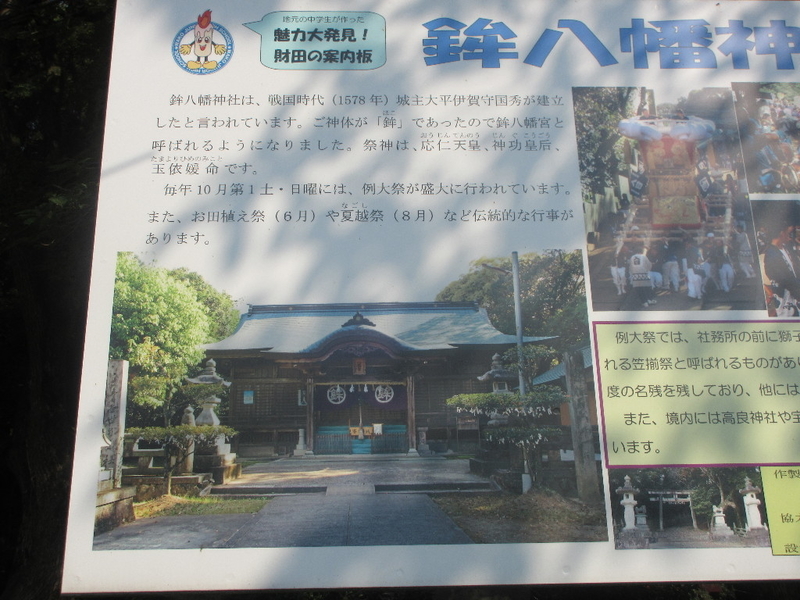 地元の中学生が作った
魅力大発見！
財田の案内板
鉾八幡神
鉾八幡神社は、戦国時代（1578年）城主大平伊賀守国秀が建立
したと言われています。ご神体が「鉾」であったので鉾八幡宮と
呼ばれるようになりました。祭神は、応仁天皇、神功皇后、
玉依媛命です。
毎年10月第1土・日曜には、例大祭が盛大に行われています。
また、お田植え祭（6月）や夏越祭（8月）など伝統的な行事が
あります。
例大祭では、社務所の前に獅子
れる笠揃祭と呼ばれるものがあり
度の名残を残しており、他には
また、境内には高良神社や宝
います。
作製
協力
設